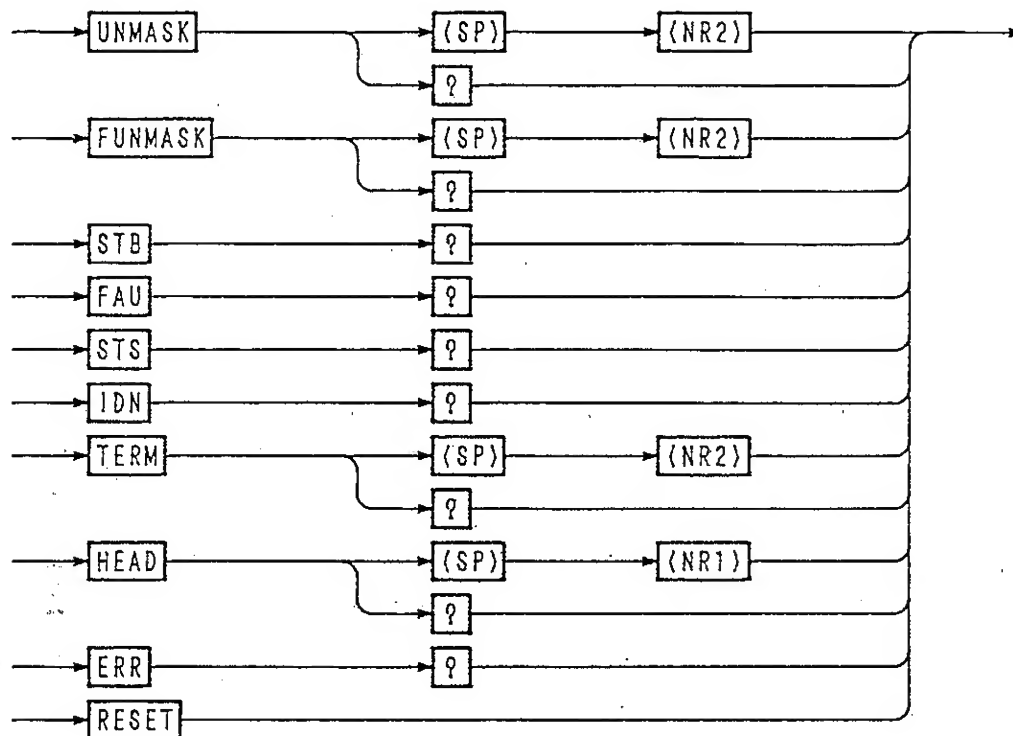 UNMASK (SP) (NR2)
?
FUNMASK (SP) (NR2)
?
STB ?
FAU ?
STS ?
IDN ?
TERM (SP) (NR2)
?
HEAD (SP) (NR1)
?
ERR ?
RESET